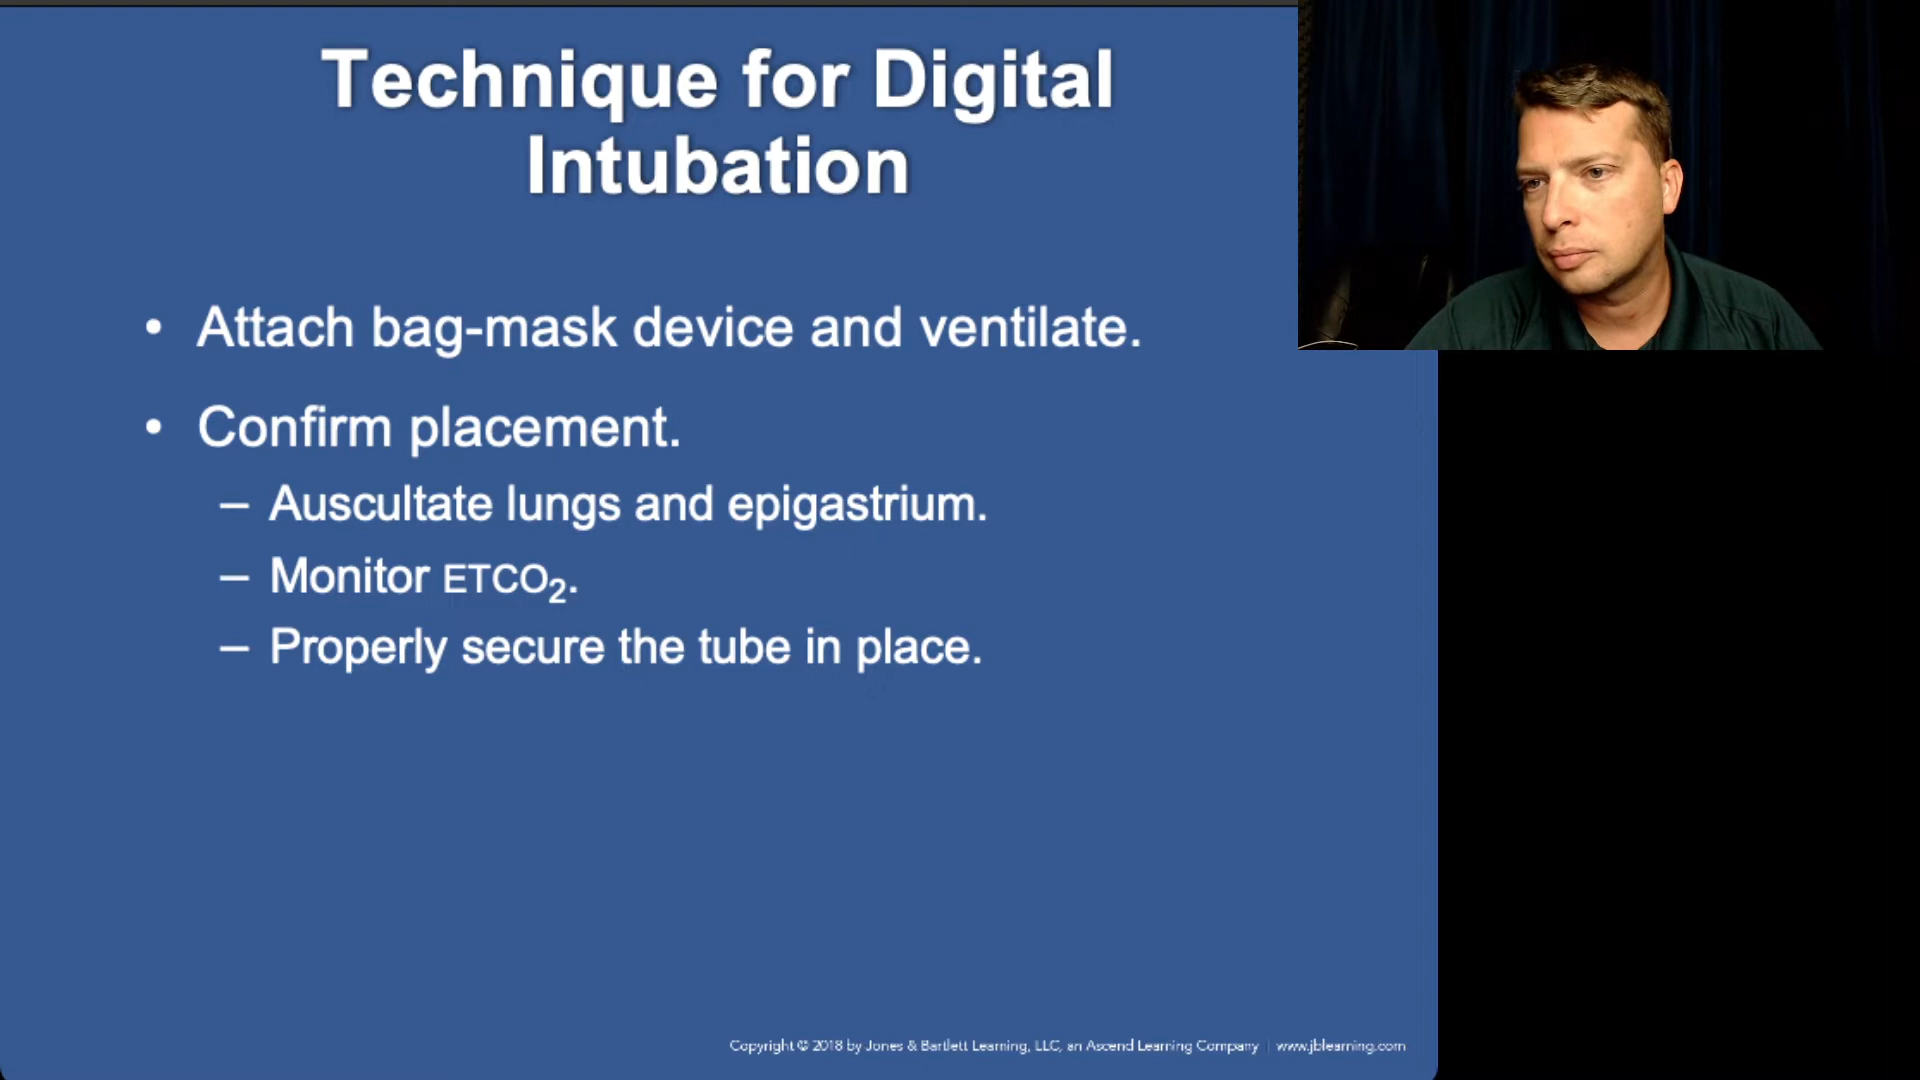 Technique for Digital
Intubation
• Attach bag-mask device and ventilate.
• Confirm placement.
– Auscultate lungs and epigastrium.
– Monitor ETCO₂.
– Properly secure the tube in place.
Copyright © 2018 by Jones & Bartlett Learning, LLC, an Ascend Learning Company | www.jblearning.com